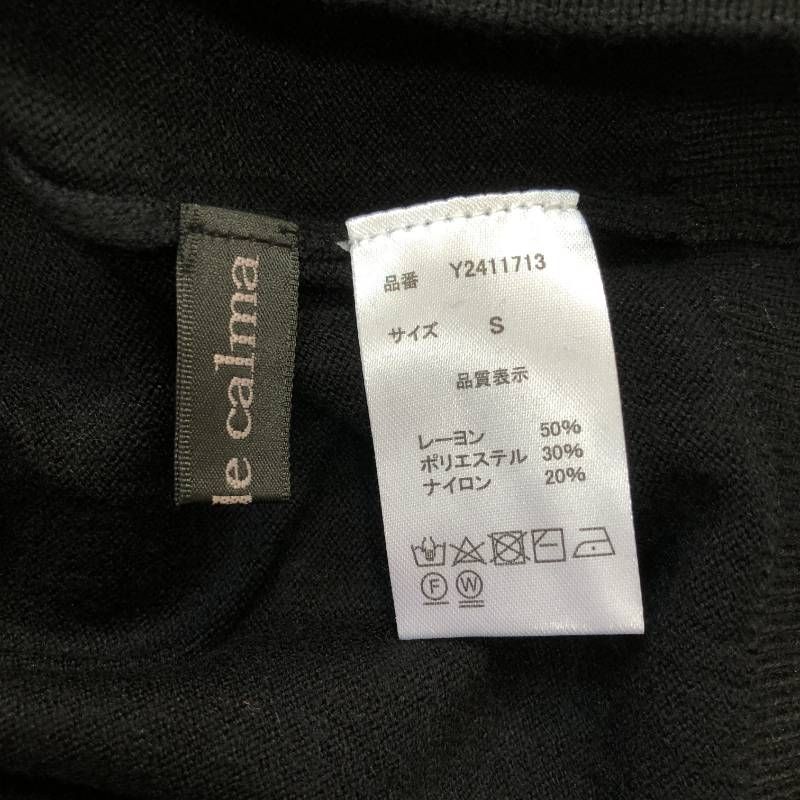 le calma
品番 Y2411713
サイズ S
品質表示
レーヨン 50%
ポリエステル 30%
ナイロン 20%
F W